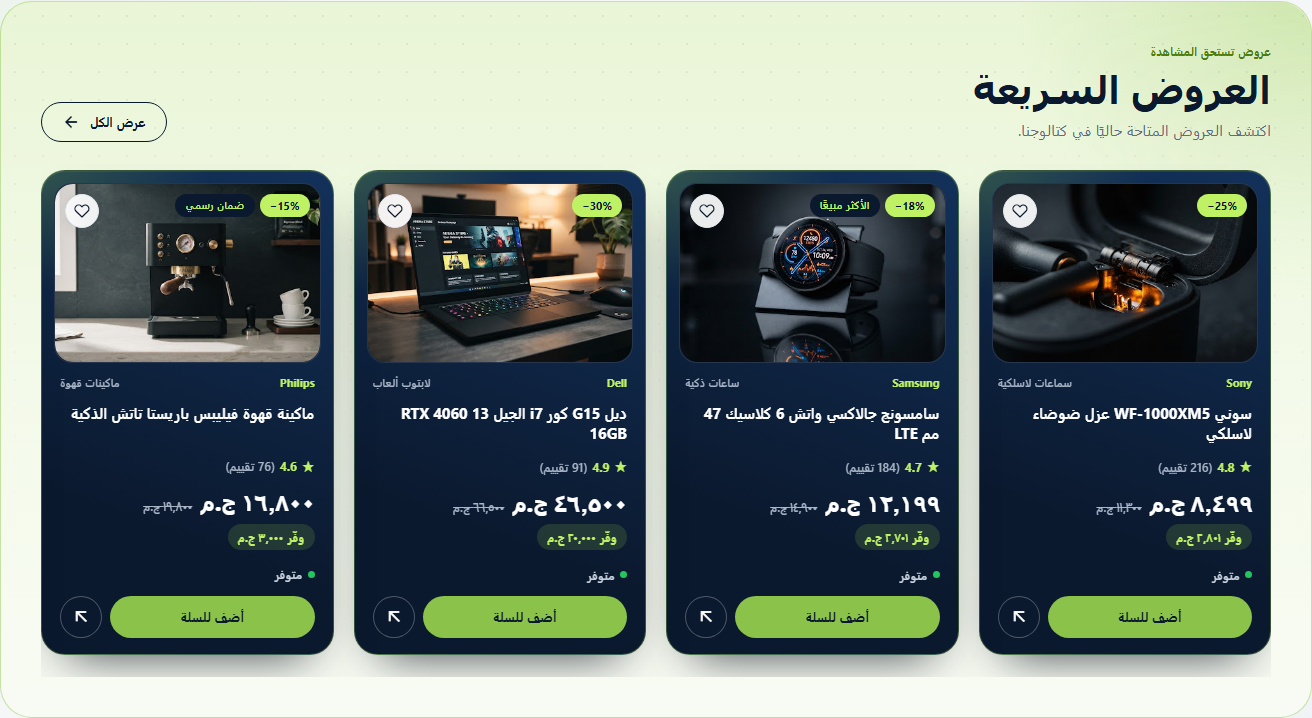 عروض تستحق المشاهدة
العروض السريعة
اكتشف العروض المتاحة حاليًا في كتالوجنا.
عرض الكل
−25%
Sony
سماعات لاسلكية
سوني WF-1000XM5 عزل ضوضاء
لاسلكي
4.8 (216 تقييم)
٨,٤٩٩ ج.م ١١,٣٠٠ ج.م
وفّر ٢,٨٠١ ج.م
متوفر
أضف للسلة
−18% الأكثر مبيعًا
Samsung
ساعات ذكية
سامسونج جالاكسي واتش 6 كلاسيك 47
مم LTE
4.7 (184 تقييم)
١٢,١٩٩ ج.م ١٤,٩٠٠ ج.م
وفّر ٢,٧٠١ ج.م
متوفر
أضف للسلة
−30%
Dell
لابتوب ألعاب
ديل G15 كور i7 الجيل 13 RTX 4060
16GB
4.9 (91 تقييم)
٤٦,٥٠٠ ج.م ٦٦,٥٠٠ ج.م
وفّر ٢٠,٠٠٠ ج.م
متوفر
أضف للسلة
−15% ضمان رسمي
Philips
ماكينات قهوة
ماكينة قهوة فيليبس باريستا تاتش الذكية
4.6 (76 تقييم)
١٦,٨٠٠ ج.م ١٩,٨٠٠ ج.م
وفّر ٣,٠٠٠ ج.م
متوفر
أضف للسلة